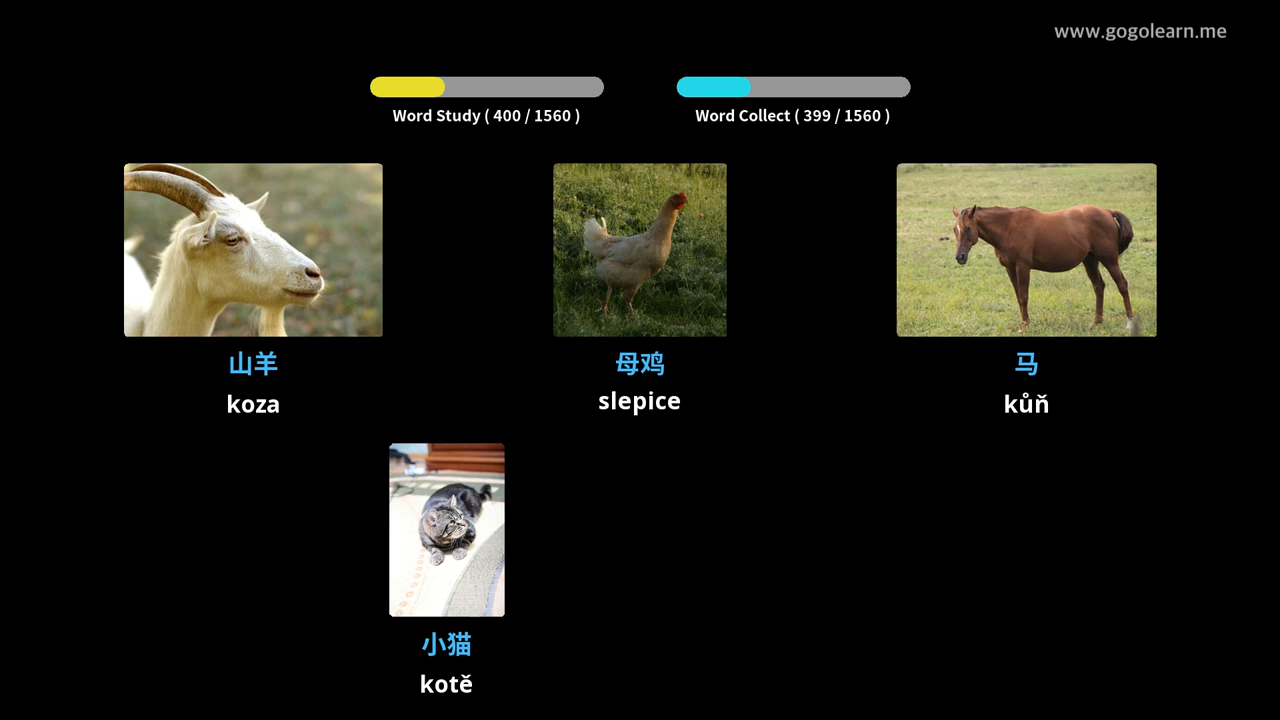 www.gogolearn.me
Word Study ( 400 / 1560 )
Word Collect ( 399 / 1560 )
山羊
koza
母鸡
slepice
马
kůň
小猫
kotě